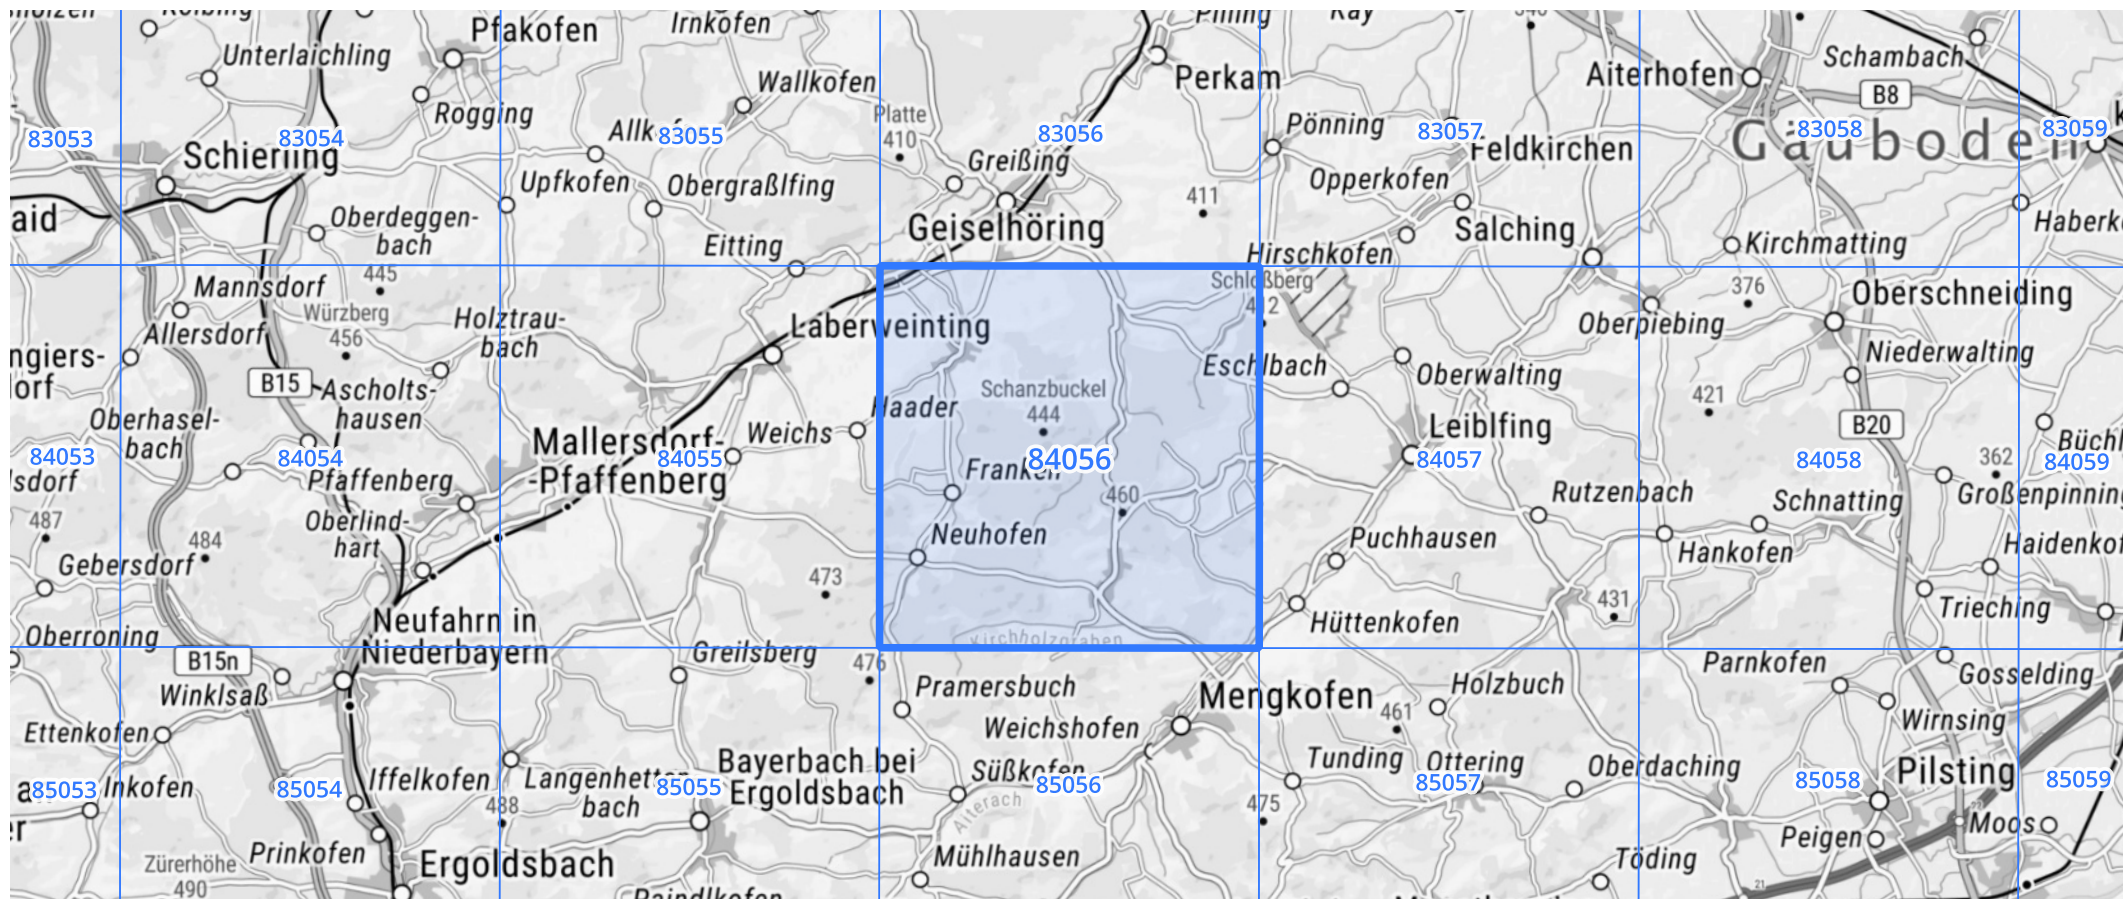 Pfakofen
Irnkofen
Unterlaichling
Wallkofen
Perkam
Aiterhofen
Schambach
B8
Rogging
Platte
410
Pönning
83053
83054
83055
83056
83057
83058
83059
Schierling
Greißing
Feldkirchen
Gäuboden
Upfkofen
Obergraßlfing
Opperkofen
411
Oberdeggen-
bach
Geiselhöring
Salching
Eitting
Hirschkofen
Kirchmatting
445
Mannsdorf
Schloßberg
376
Oberschneiding
Würzberg
456
Holztrau-
bach
Laberweinting
Oberpiebing
Allersdorf
Niederwalting
B15
Ascholts-
hausen
Eschlbach
Oberwalting
Schanzbuckel
444
421
Oberhasel-
bach
Haader
Mallersdorf-
-Pfaffenberg
Weichs
Leiblfing
B20
84053
84054
84055
84056
84057
84058
84059
362
Pfaffenberg
460
Rutzenbach
Schnatting
487
484
Oberlind-
hart
Neuhofen
Puchhausen
Hankofen
Gebersdorf
473
431
Neufahrn in
Niederbayern
Hüttenkofen
Trieching
Oberroning
Kirchholzgraben
B15n
Greilsberg
476
Parnkofen
Gosselding
Winklsaß
Pramersbuch
Mengkofen
Holzbuch
461
Wirnsing
Ettenkofen
Weichshofen
Bayerbach bei
Ergoldsbach
Tunding
Ottering
Oberdaching
Pilsting
85053
85054
85055
85056
85057
85058
85059
Inkofen
Iffelkofen
Süßkofen
488
Aiterach
475
Moos
Peigen
Prinkofen
Ergoldsbach
Mühlhausen
Töding
Zürerhöhe
490
21